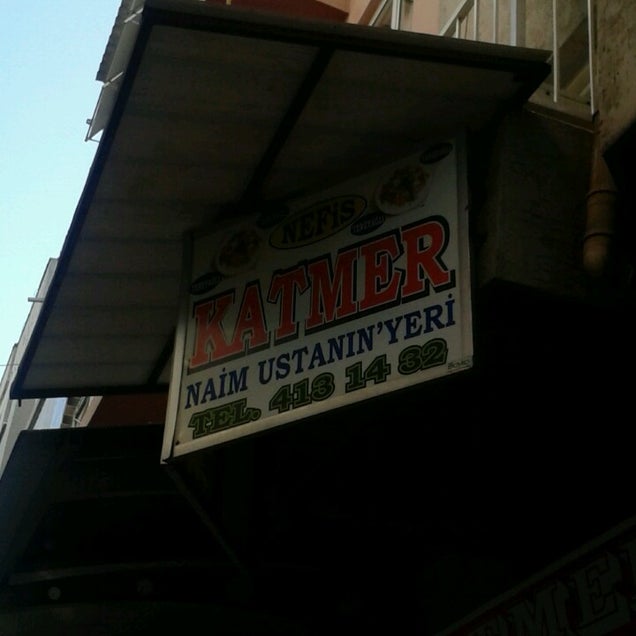 NEFİS
KATMER
NAİM USTANIN'YERİ
TEL. 413 14 32